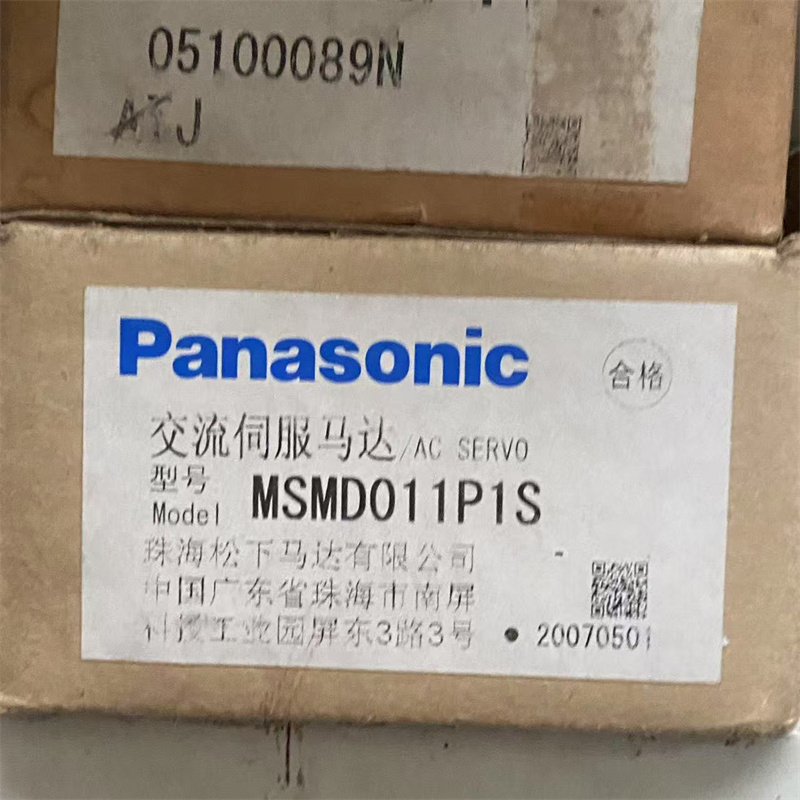 05100089N
ATJ
Panasonic
合格
交流伺服马达/AC SERVO
型号
Model MSMD011P1S
珠海松下马达有限公司
中国广东省珠海市南屏
科技工业园屏东3路3号 • 20070501